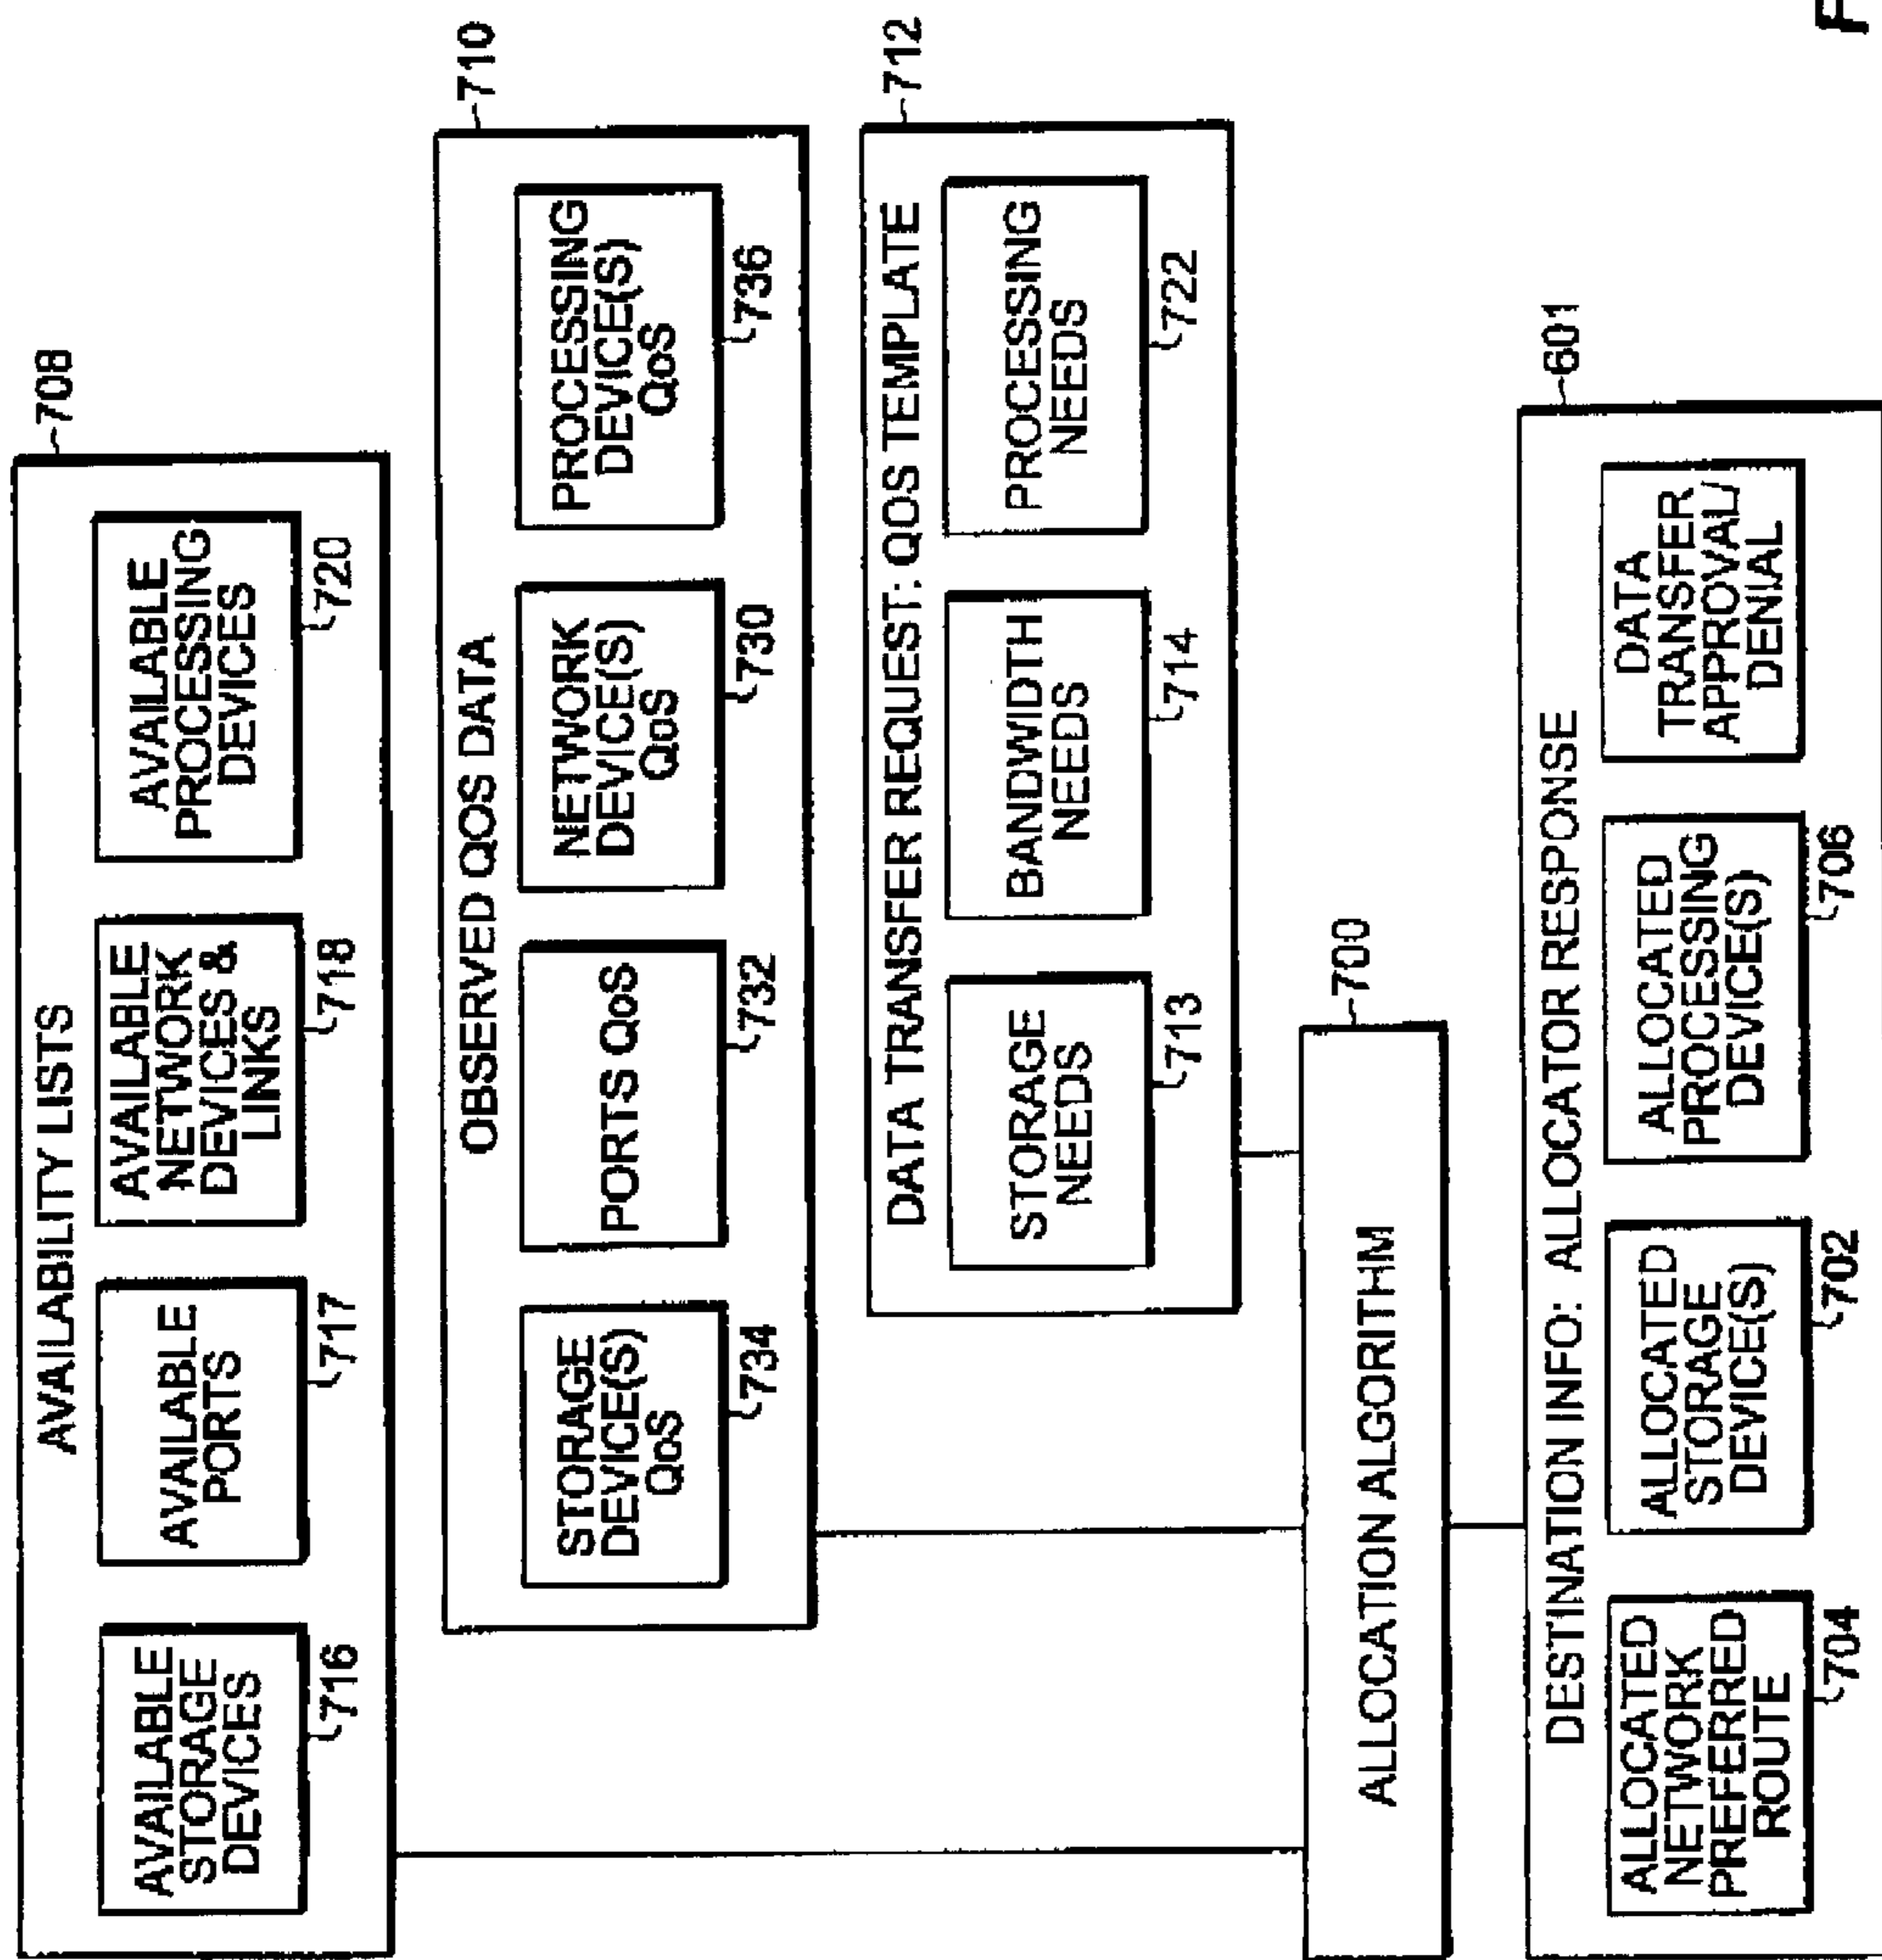 708
AVAILABILITY LISTS
AVAILABLE
STORAGE
DEVICES
716
AVAILABLE
PORTS
717
AVAILABLE
NETWORK
DEVICES &
LINKS
718
AVAILABLE
PROCESSING
DEVICES
720
710
OBSERVED QOS DATA
STORAGE
DEVICE(S)
QoS
734
PORTS QoS
732
NETWORK
DEVICE(S)
QoS
730
PROCESSING
DEVICE(S)
QoS
736
712
DATA TRANSFER REQUEST: QOS TEMPLATE
STORAGE
NEEDS
713
BANDWIDTH
NEEDS
714
PROCESSING
NEEDS
722
700
ALLOCATION ALGORITHM
601
DESTINATION INFO: ALLOCATOR RESPONSE
ALLOCATED
NETWORK
PREFERRED
ROUTE
704
ALLOCATED
STORAGE
DEVICE(S)
702
ALLOCATED
PROCESSING
DEVICE(S)
706
DATA
TRANSFER
APPROVAL/
DENIAL